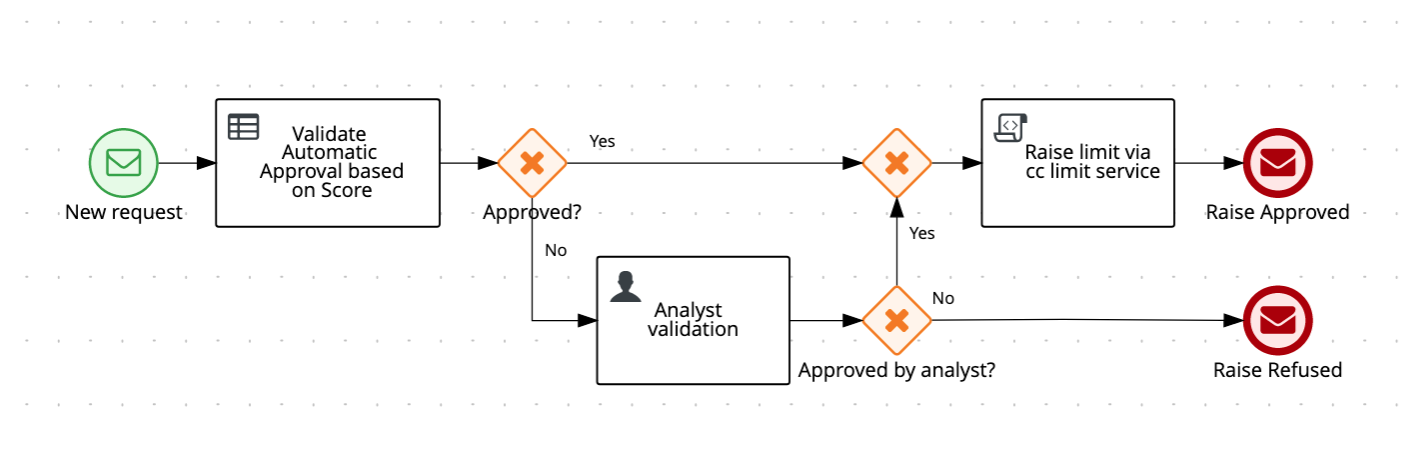 New request
Validate
Automatic
Approval based
on Score
Approved?
Yes
No
Analyst
validation
Approved by analyst?
Yes
No
Raise limit via
cc limit service
Raise Approved
Raise Refused